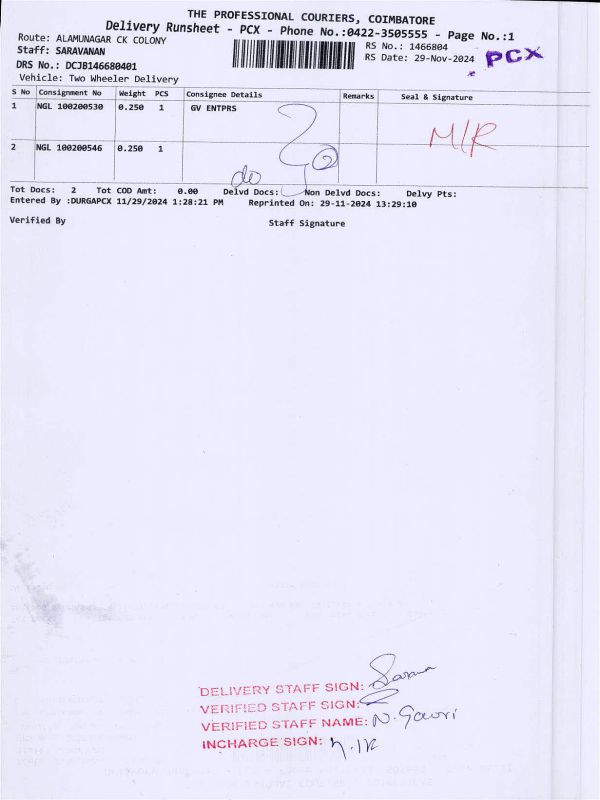 THE PROFESSIONAL COURIERS, COIMBATORE
Delivery Runsheet - PCX - Phone No.:0422-3505555 - Page No.:1
Route: ALAMUNAGAR CK COLONY
RS No.: 1466804
PCX
Staff: SARAVANAN
RS Date: 29-Nov-2024
DRS No.: DCJB146680401
Vehicle: Two Wheeler Delivery
S No Consignment No Weight PCS Consignee Details Remarks Seal & Signature
1 NGL 100200530 0.250 1 GV ENTPRS
M/R
2 NGL 100200546 0.250 1
do
Tot Docs: 2 Tot COD Amt: 0.00 Delvd Docs: Non Delvd Docs: Delvy Pts:
Entered By :DURGAPCX 11/29/2024 1:28:21 PM Reprinted On: 29-11-2024 13:29:10
Verified By Staff Signature
DELIVERY STAFF SIGN:
VERIFIED STAFF SIGN:
VERIFIED STAFF NAME: N. Gowri
INCHARGE SIGN: